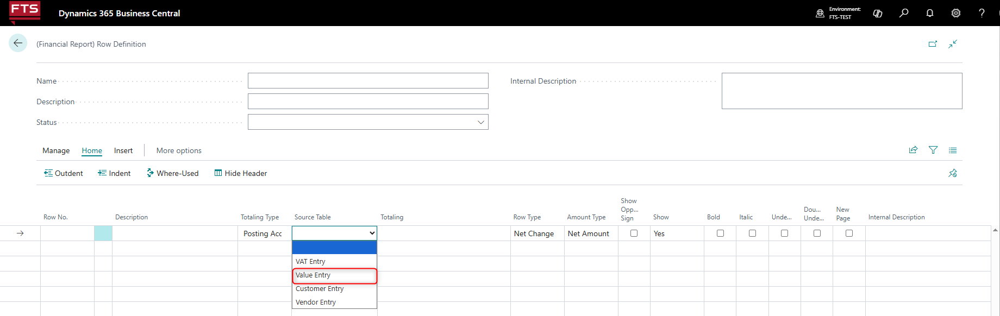 FTS
Dynamics 365 Business Central
Environment:
FTS-TEST
?
(Financial Report) Row Definition
Name
Internal Description
Description
Status
Manage Home Insert More options
Outdent Indent Where-Used Hide Header
Row No. Description Totaling Type Source Table Totaling Row Type Amount Type Show Opp... Sign Show Bold Italic Unde... Dou... Unde... New Page Internal Description
Posting Acc Net Change Net Amount Yes
VAT Entry
Value Entry
Customer Entry
Vendor Entry